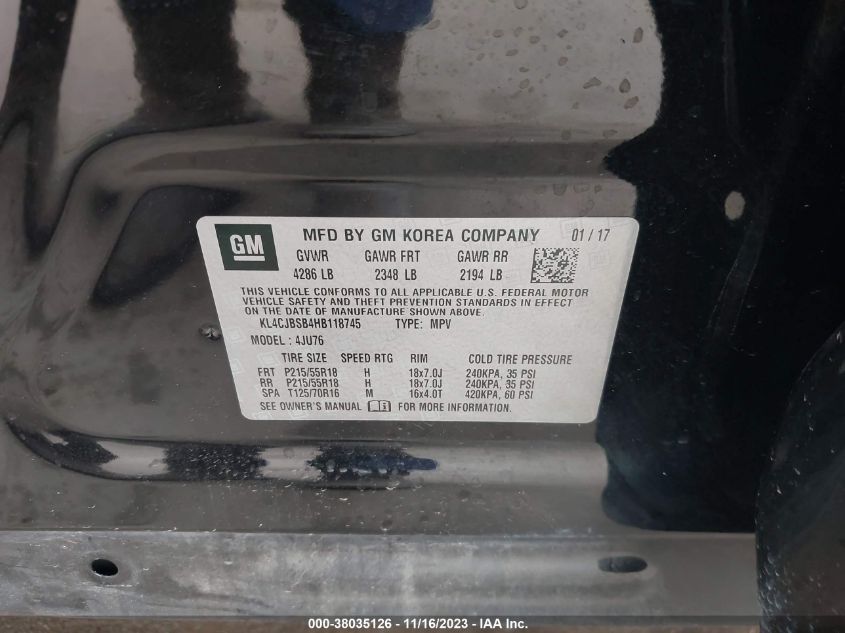 GM MFD BY GM KOREA COMPANY 01 / 17
GVWR GAWR FRT GAWR RR
4286 LB 2348 LB 2194 LB
THIS VEHICLE CONFORMS TO ALL APPLICABLE U.S. FEDERAL MOTOR
VEHICLE SAFETY AND THEFT PREVENTION STANDARDS IN EFFECT
ON THE DATE OF MANUFACTURE SHOWN ABOVE.
KL4CJBSB4HB118745 TYPE: MPV
MODEL : 4JU76
TIRE SIZE SPEED RTG RIM COLD TIRE PRESSURE
FRT P215/55R18 H 18x7.0J 240KPA, 35 PSI
RR P215/55R18 H 18x7.0J 240KPA, 35 PSI
SPA T125/70R16 M 16x4.0T 420KPA, 60 PSI
SEE OWNER'S MANUAL FOR MORE INFORMATION.
000-38035126 - 11/16/2023 - IAA Inc.